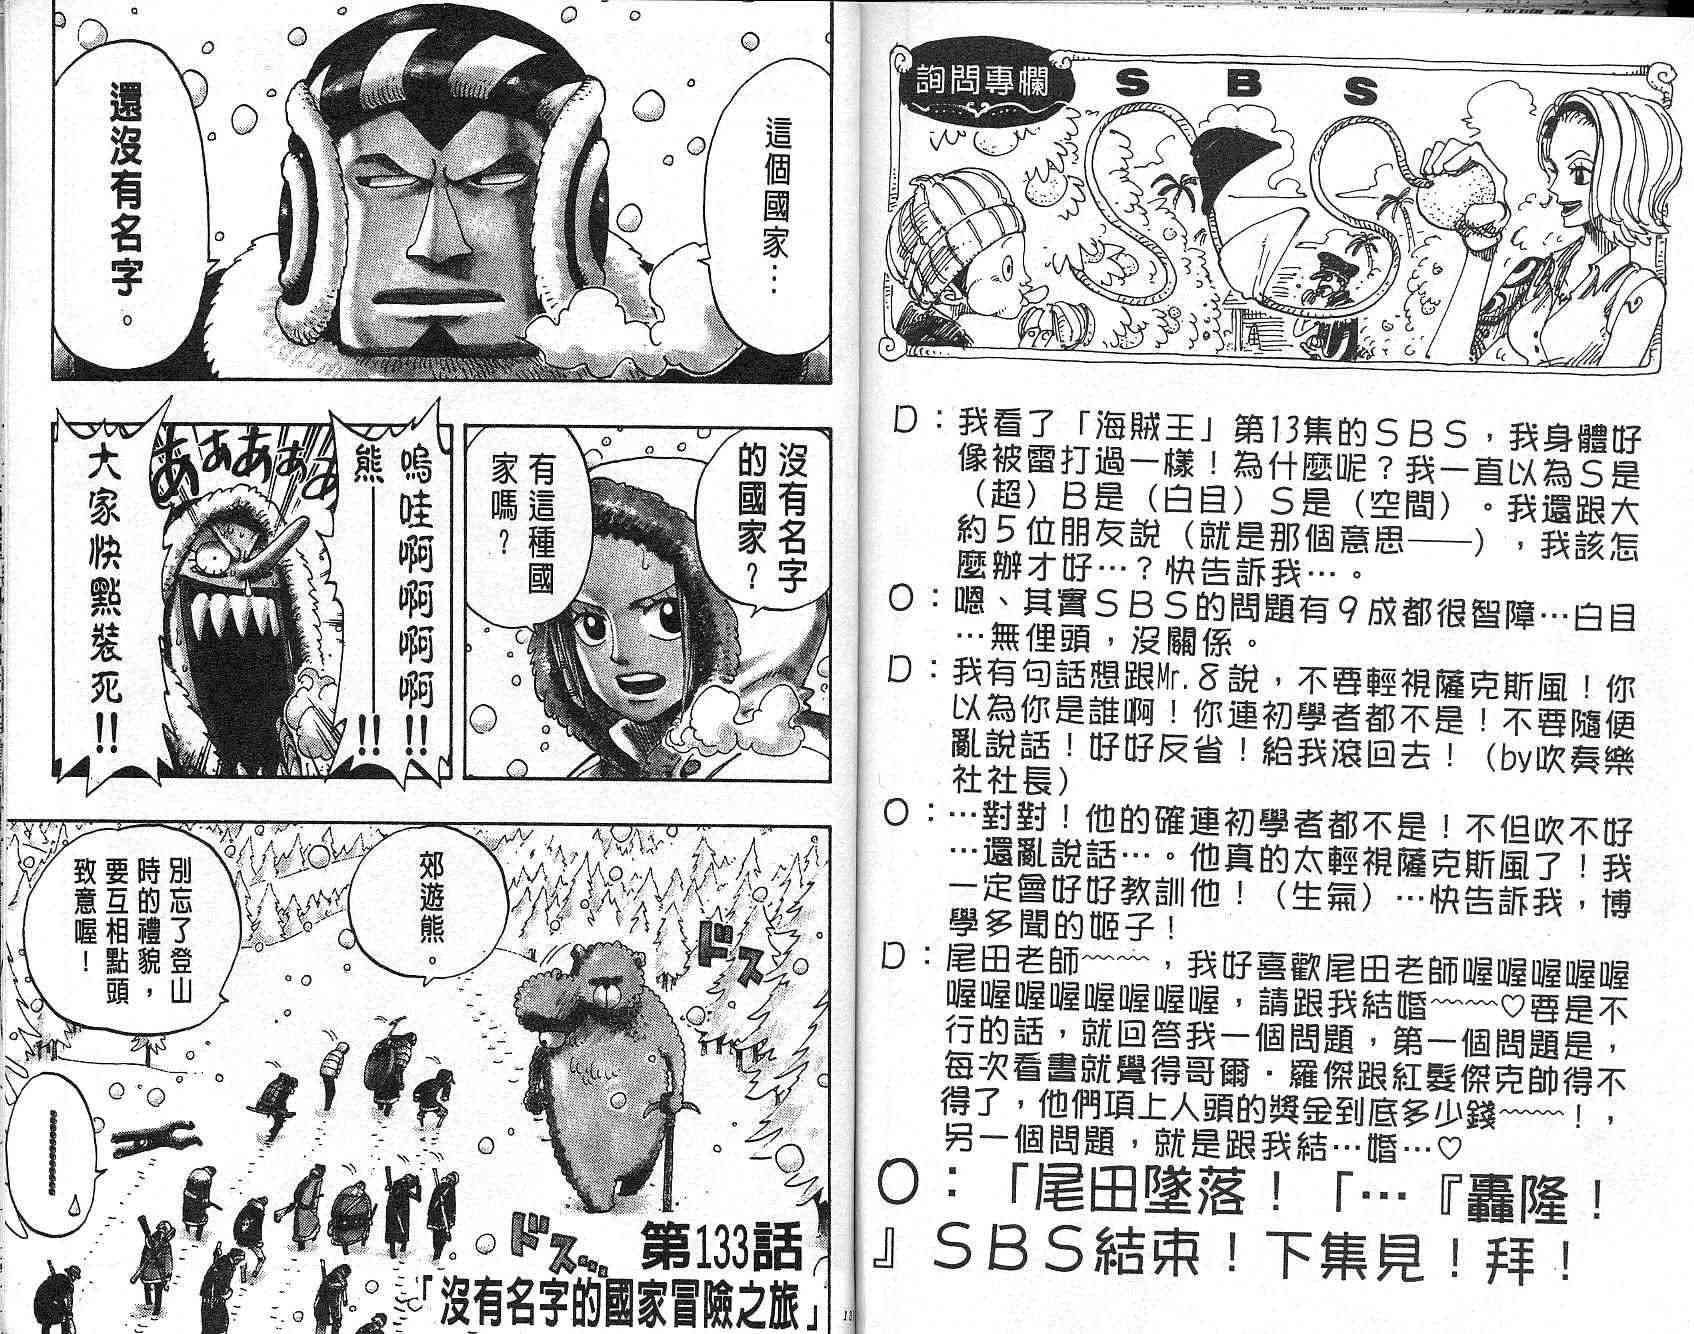 詢問專欄
S B S
D：我看了「海賊王」第13集的SBS，我身體好
像被雷打過一樣！為什麼呢？我一直以為S是
（超）B是（白目）S是（空間）。我還跟大
約5位朋友說（就是那個意思——），我該怎
麼辦才好…？快告訴我…。
O：嗯、其實SBS的問題有9成都很智障…白目
…無俚頭，沒關係。
D：我有句話想跟Mr.8說，不要輕視薩克斯風！你
以為你是誰啊！你連初學者都不是！不要隨便
亂說話！好好反省！給我滾回去！（by吹奏樂
社社長）
O：…對對！他的確連初學者都不是！不但吹不好
…還亂說話…。他真的太輕視薩克斯風了！我
一定會好好教訓他！（生氣）…快告訴我，博
學多聞的姬子！
D：尾田老師~~~~，我好喜歡尾田老師喔喔喔喔喔
喔喔喔喔喔喔喔喔，請跟我結婚~~~~♡要是不
行的話，就回答我一個問題，第一個問題是，
每次看書就覺得哥爾．羅傑跟紅髮傑克帥得不
得了，他們項上人頭的獎金到底多少錢~~~~！，
另一個問題，就是跟我結…婚…♡
O：「尾田墜落！「…『轟隆！
』SBS結束！下集見！拜！
這個國家…
還沒有名字。
沒有名字
的國家？
有這種國
家嗎？
嗚哇啊啊啊啊!!
熊——!!
大家快點裝死!!
あぁぁああぁ
郊遊熊。
別忘了登山
時的禮貌，
要互相點頭
致意喔！
…………
ドスッ
ドスッ…
第133話
「沒有名字的國家冒險之旅」